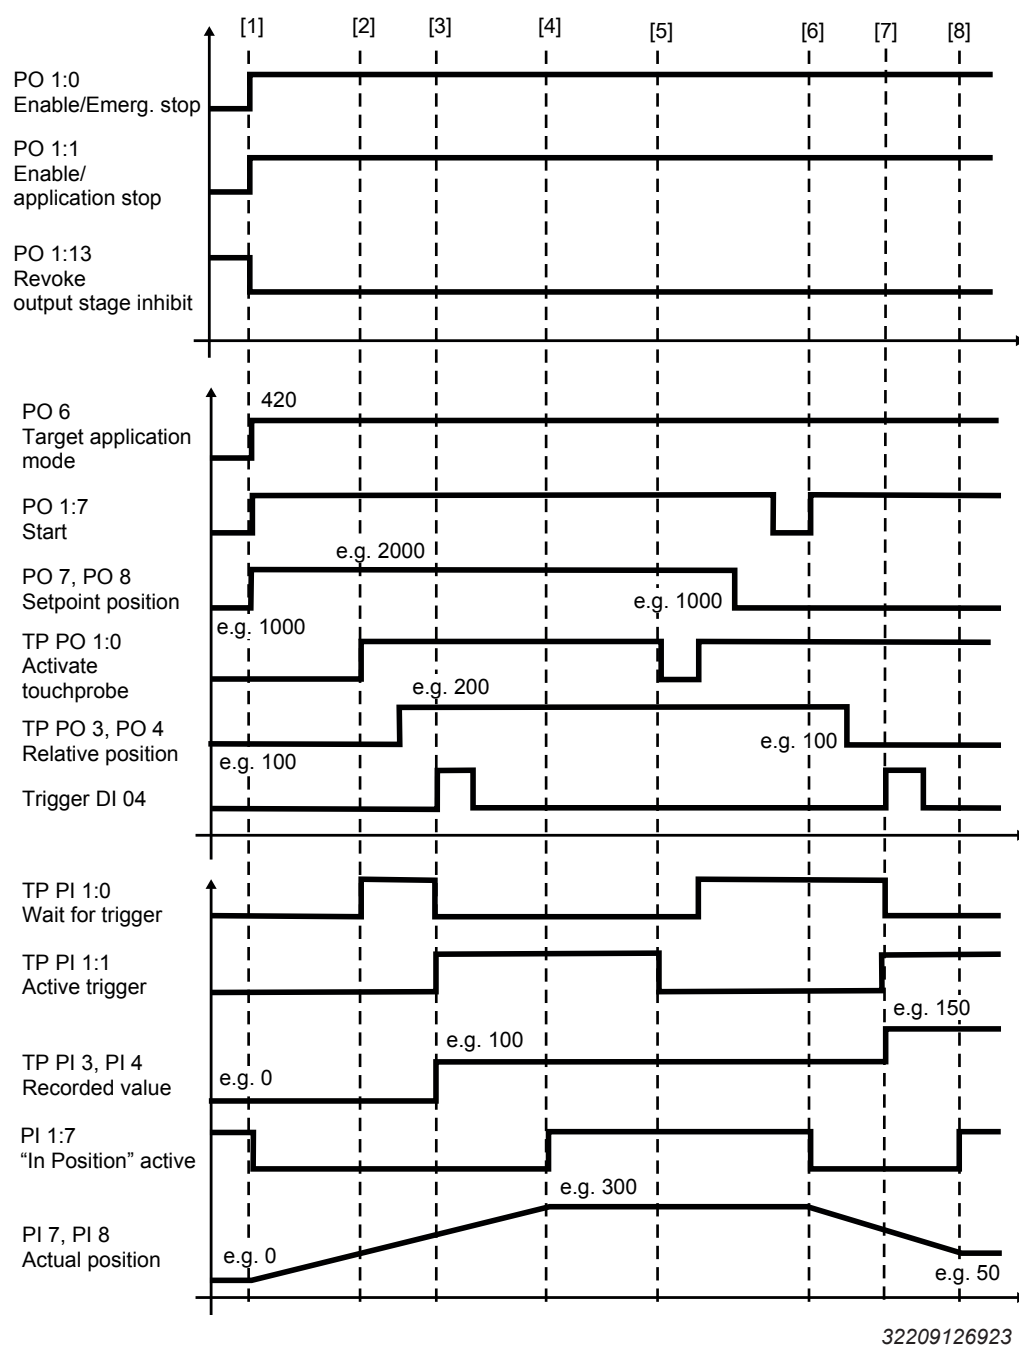 [1] [2] [3] [4] [5] [6] [7] [8]
PO 1:0
Enable/Emerg. stop
PO 1:1
Enable/
application stop
PO 1:13
Revoke
output stage inhibit
420
PO 6
Target application
mode
PO 1:7
Start
e.g. 2000
PO 7, PO 8
Setpoint position
e.g. 1000
e.g. 1000
TP PO 1:0
Activate
touchprobe
e.g. 200
TP PO 3, PO 4
Relative position
e.g. 100
e.g. 100
Trigger DI 04
TP PI 1:0
Wait for trigger
TP PI 1:1
Active trigger
e.g. 150
e.g. 100
TP PI 3, PI 4
Recorded value
e.g. 0
PI 1:7
“In Position” active
e.g. 300
PI 7, PI 8
Actual position
e.g. 0
e.g. 50
32209126923